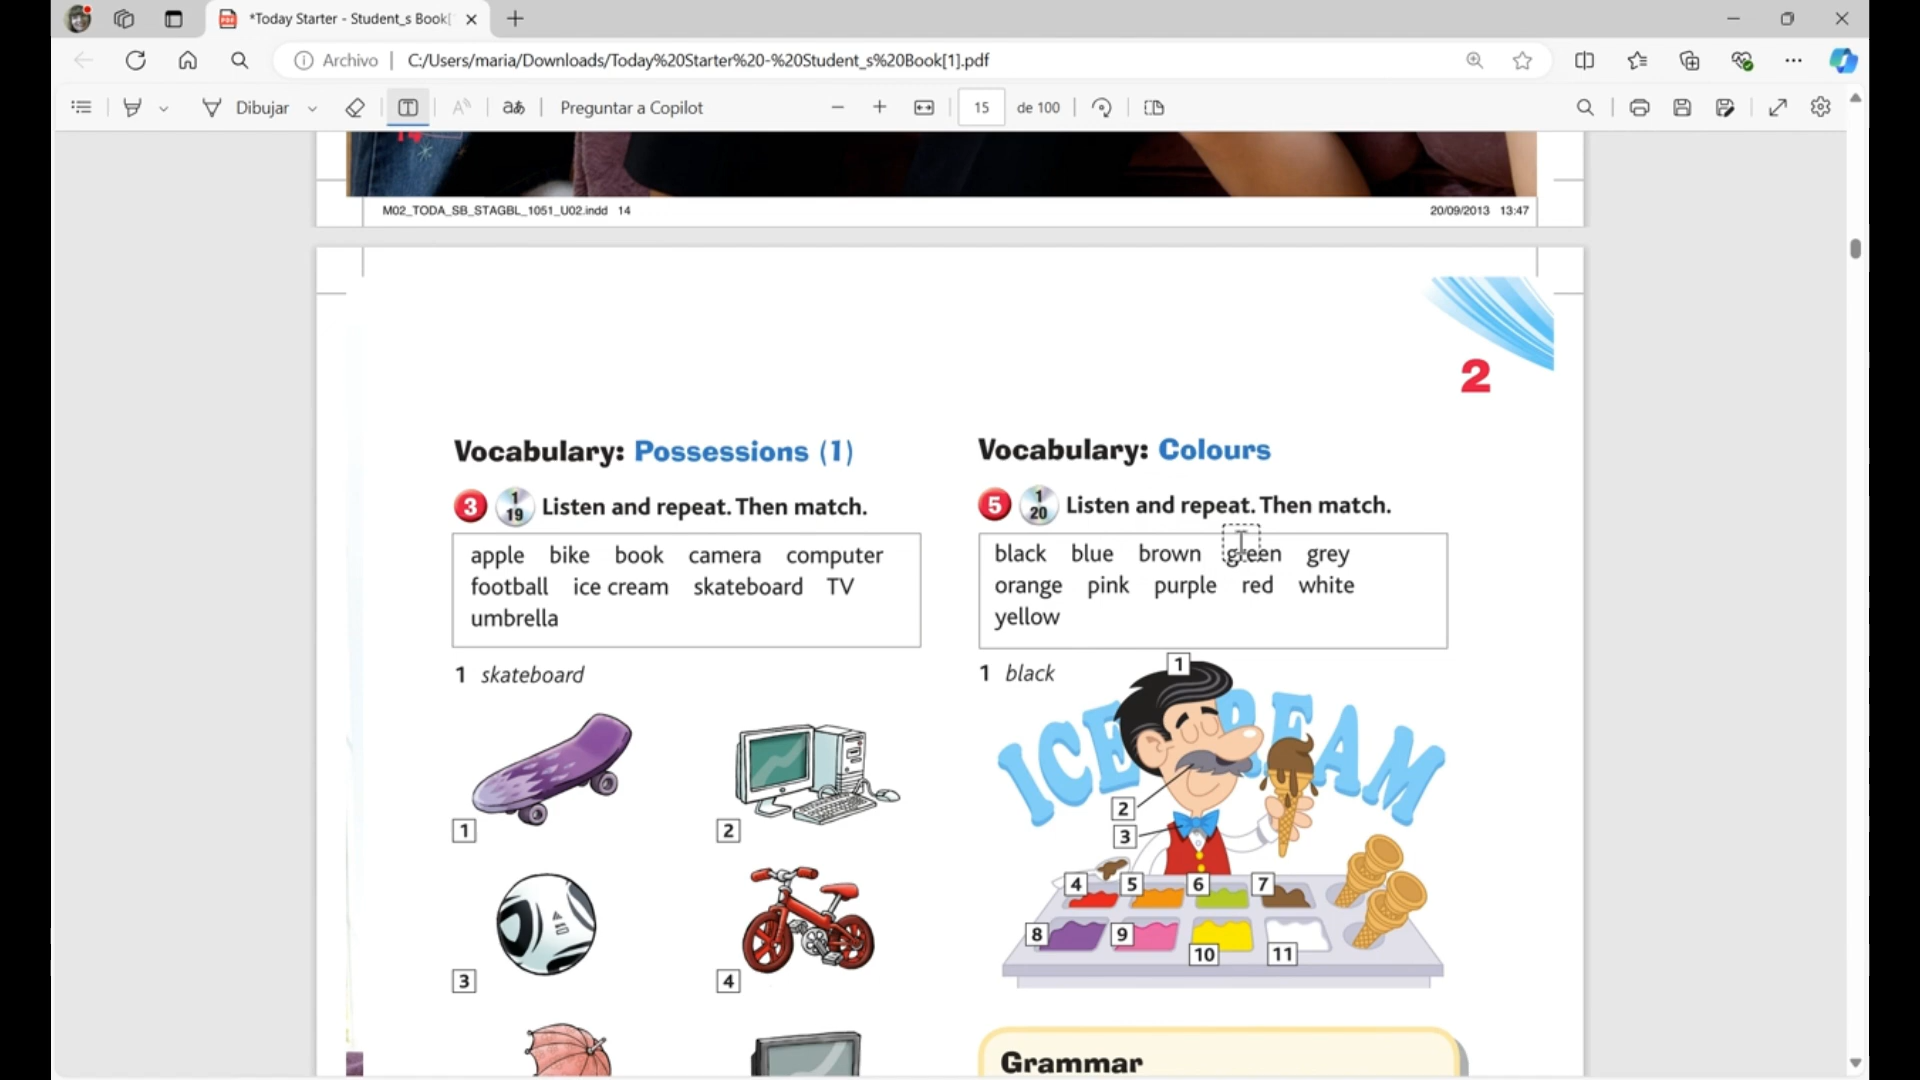 *Today Starter - Student_s Book[
Archivo | C:/Users/maria/Downloads/Today%20Starter%20-%20Student_s%20Book[1].pdf
Dibujar aあ Preguntar a Copilot 15 de 100
M02_TODA_SB_STAGBL_1051_U02.indd 14 20/09/2013 13:47
2
Vocabulary: Possessions (1)
3 1 19 Listen and repeat. Then match.
apple bike book camera computer
football ice cream skateboard TV
umbrella
1 skateboard
1
2
3
4
Vocabulary: Colours
5 1 20 Listen and repeat. Then match.
black blue brown green grey
orange pink purple red white
yellow
1 black
1
ICE CREAM
2
3
4 5 6 7
8 9 10 11
Grammar